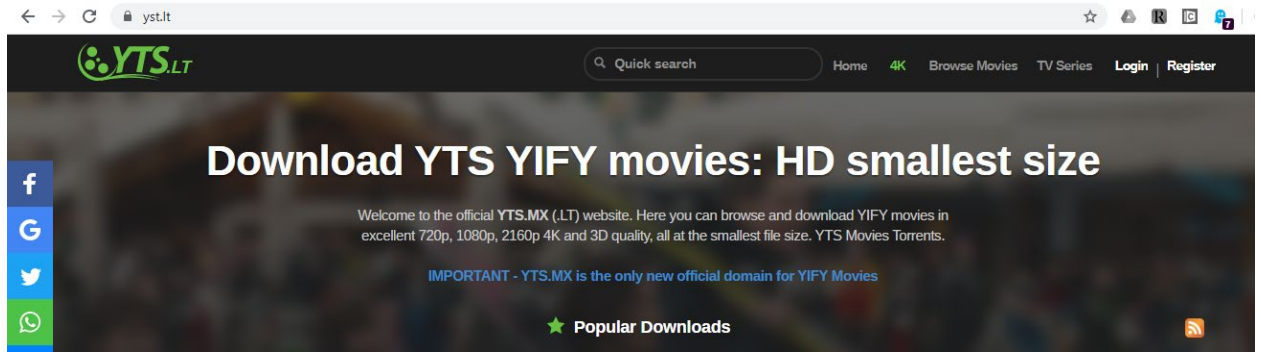 yst.lt
YTS.LT
Quick search
Home
4K
Browse Movies
TV Series
Login | Register
Download YTS YIFY movies: HD smallest size
Welcome to the official YTS.MX (.LT) website. Here you can browse and download YIFY movies in
excellent 720p, 1080p, 2160p 4K and 3D quality, all at the smallest file size. YTS Movies Torrents.
IMPORTANT - YTS.MX is the only new official domain for YIFY Movies
Popular Downloads
7